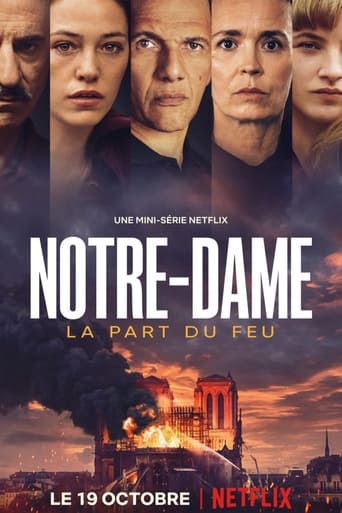 UNE MINI-SÉRIE NETFLIX
NOTRE-DAME
LA PART DU FEU
LE 19 OCTOBRE | NETFLIX